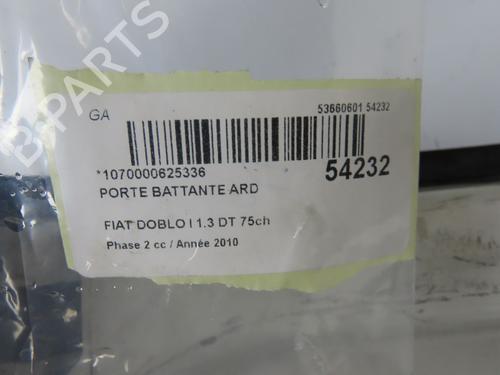 B-PARTS
GA
53660601 54232
*1070000625336
54232
PORTE BATTANTE ARD
FIAT DOBLO I 1.3 DT 75ch
Phase 2 cc / Année 2010